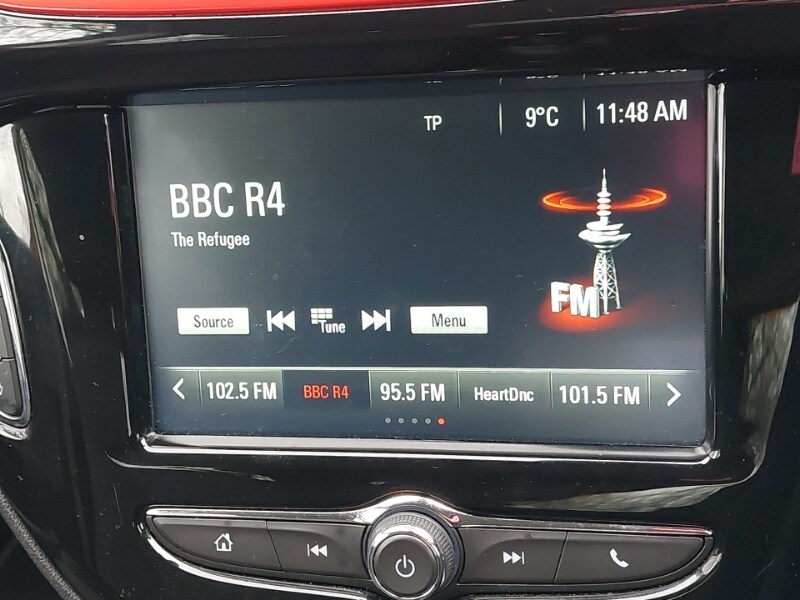 TP 9°C 11:48 AM
BBC R4
The Refugee
FM
Source Tune Menu
102.5 FM BBC R4 95.5 FM HeartDnc 101.5 FM